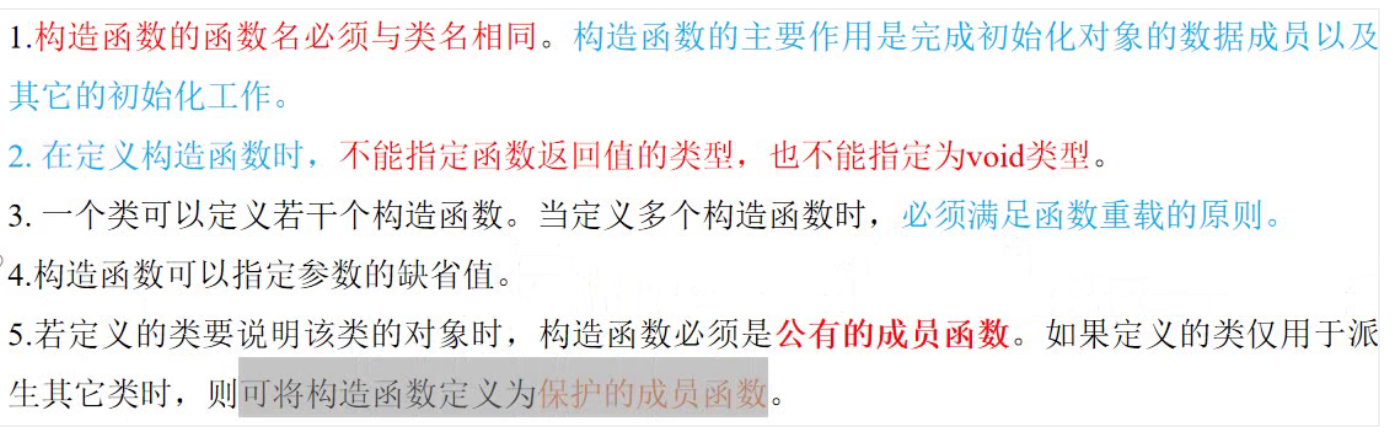 1.构造函数的函数名必须与类名相同。构造函数的主要作用是完成初始化对象的数据成员以及
其它的初始化工作。
2. 在定义构造函数时，不能指定函数返回值的类型，也不能指定为void类型。
3. 一个类可以定义若干个构造函数。当定义多个构造函数时，必须满足函数重载的原则。
4.构造函数可以指定参数的缺省值。
5.若定义的类要说明该类的对象时，构造函数必须是公有的成员函数。如果定义的类仅用于派
生其它类时，则可将构造函数定义为保护的成员函数。